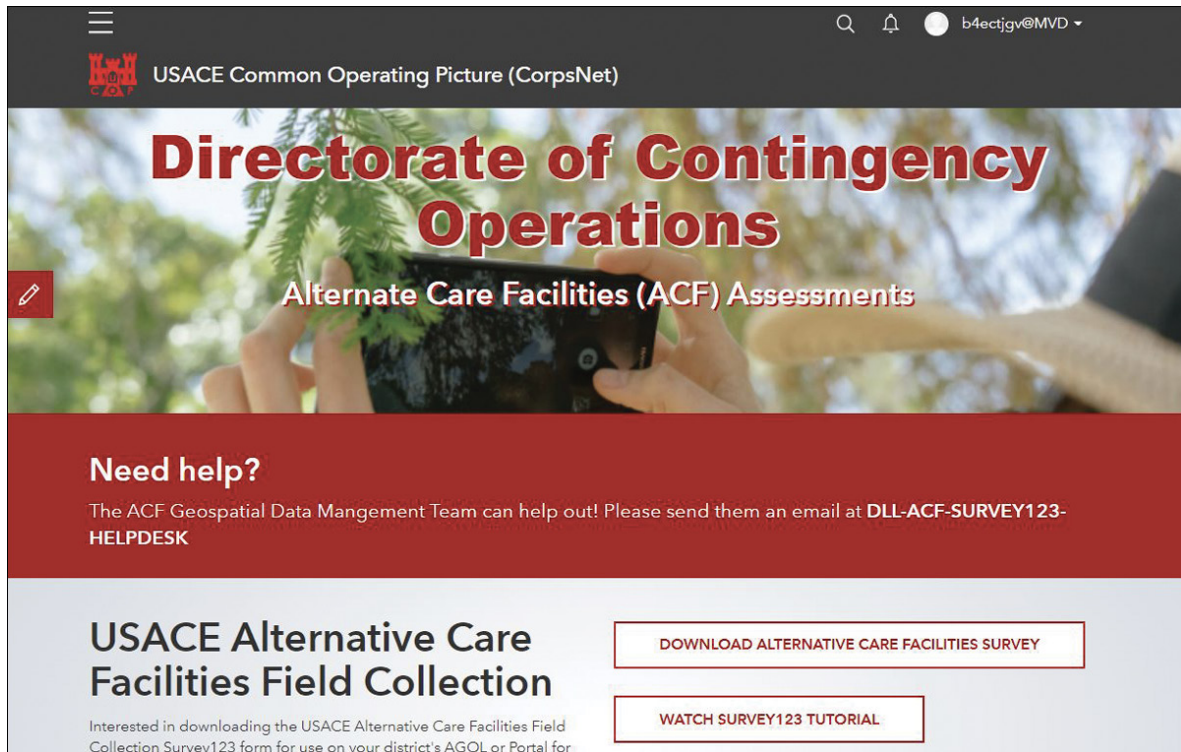 b4ectjgv@MVD
U
C O P
USACE Common Operating Picture (CorpsNet)
Directorate of Contingency
Operations
Alternate Care Facilities (ACF) Assessments
Need help?
The ACF Geospatial Data Mangement Team can help out! Please send them an email at DLL-ACF-SURVEY123-
HELPDESK
USACE Alternative Care
Facilities Field Collection
Interested in downloading the USACE Alternative Care Facilities Field
Collection Survey123 form for use on your district's AGOL or Portal for
DOWNLOAD ALTERNATIVE CARE FACILITIES SURVEY
WATCH SURVEY123 TUTORIAL